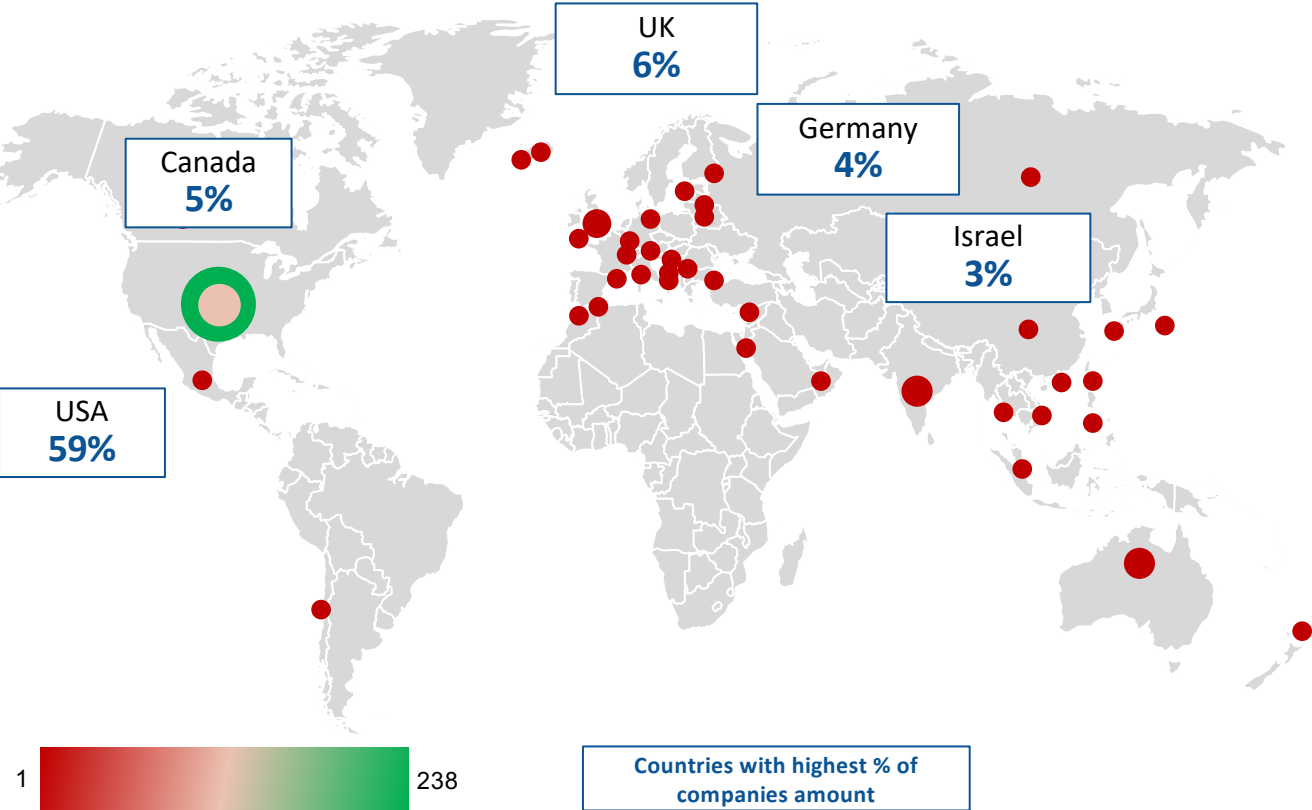 UK
6%
Germany
4%
Canada
5%
Israel
3%
USA
59%
1
238
Countries with highest % of
companies amount